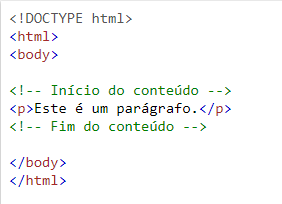 <!DOCTYPE html>
<html>
<body>
<!-- Início do conteúdo -->
<p>Este é um parágrafo.</p>
<!-- Fim do conteúdo -->
</body>
</html>